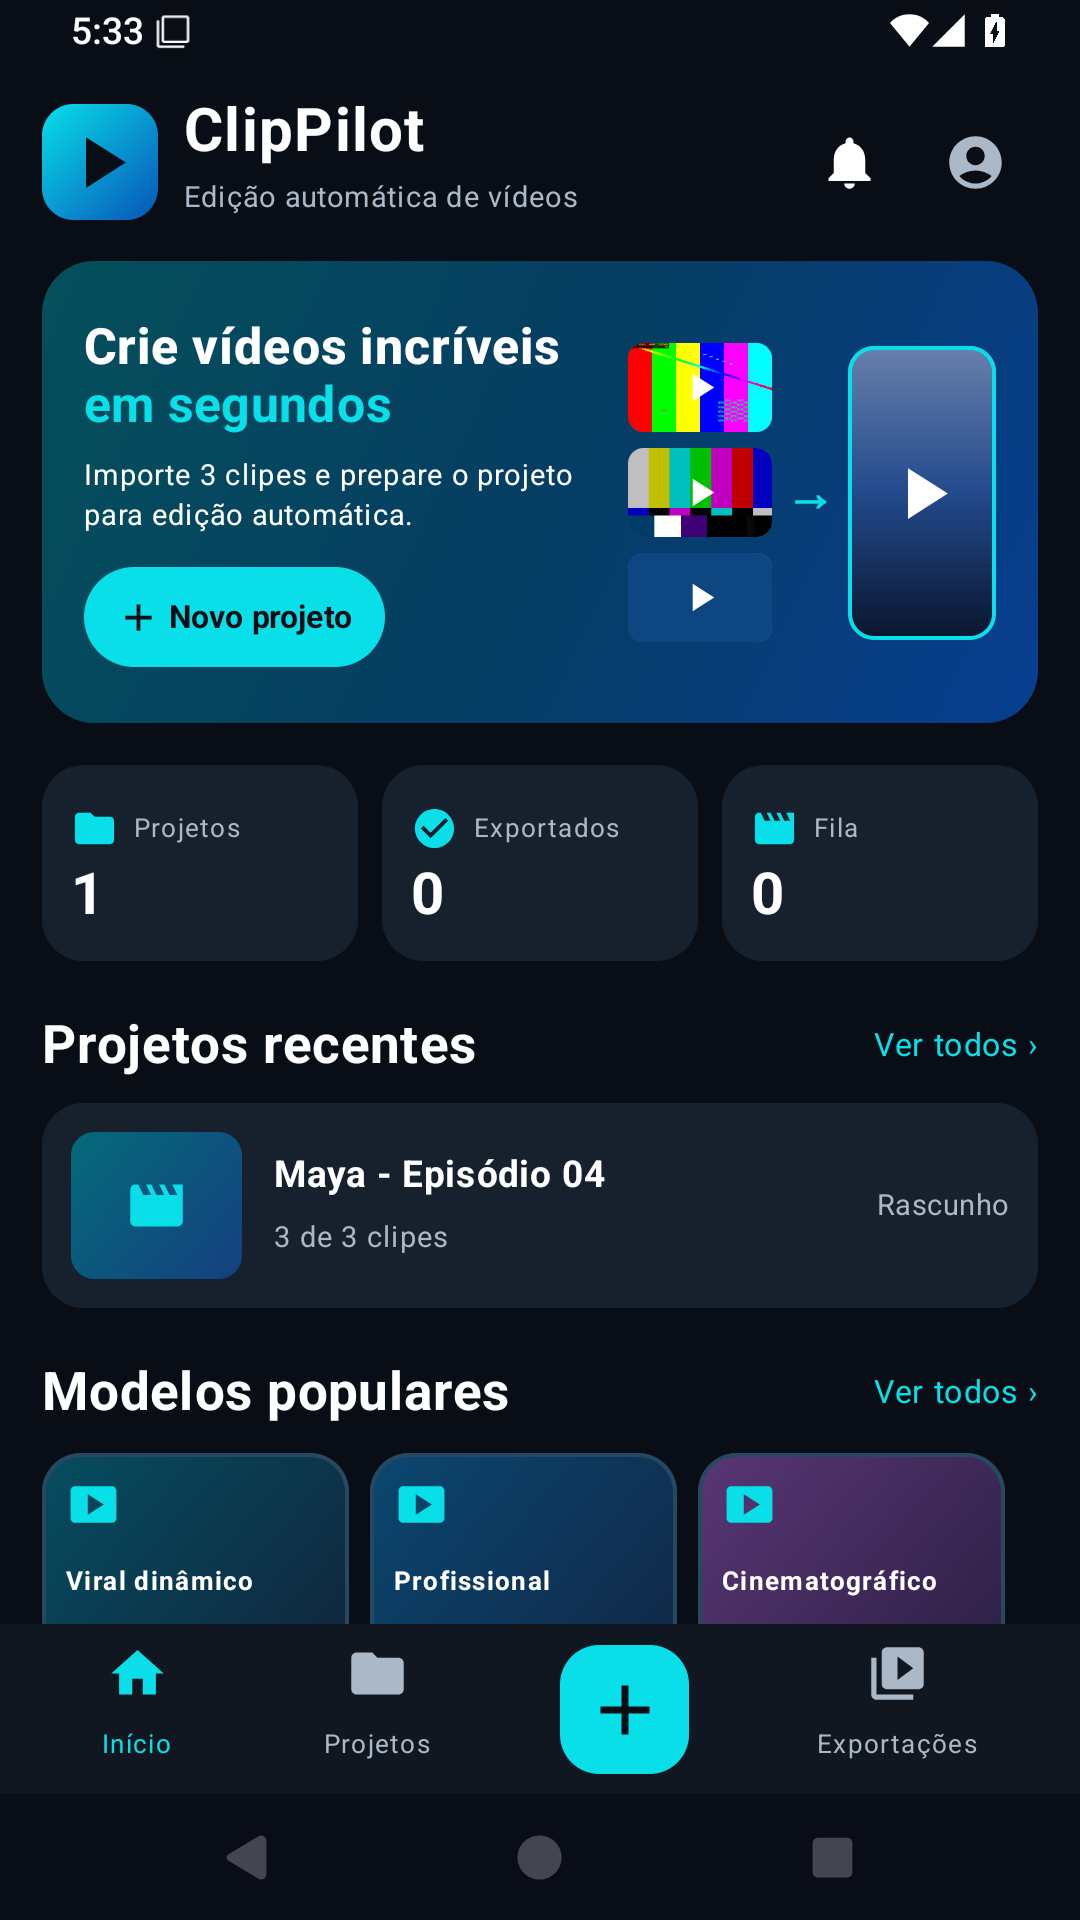 5:33
ClipPilot
Edição automática de vídeos
Crie vídeos incríveis
em segundos
Importe 3 clipes e prepare o projeto
para edição automática.
→
+ Novo projeto
Projetos
1
Exportados
0
Fila
0
Projetos recentes
Ver todos ›
Maya - Episódio 04
3 de 3 clipes
Rascunho
Modelos populares
Ver todos ›
Viral dinâmico
Profissional
Cinematográfico
Início
Projetos
Exportações